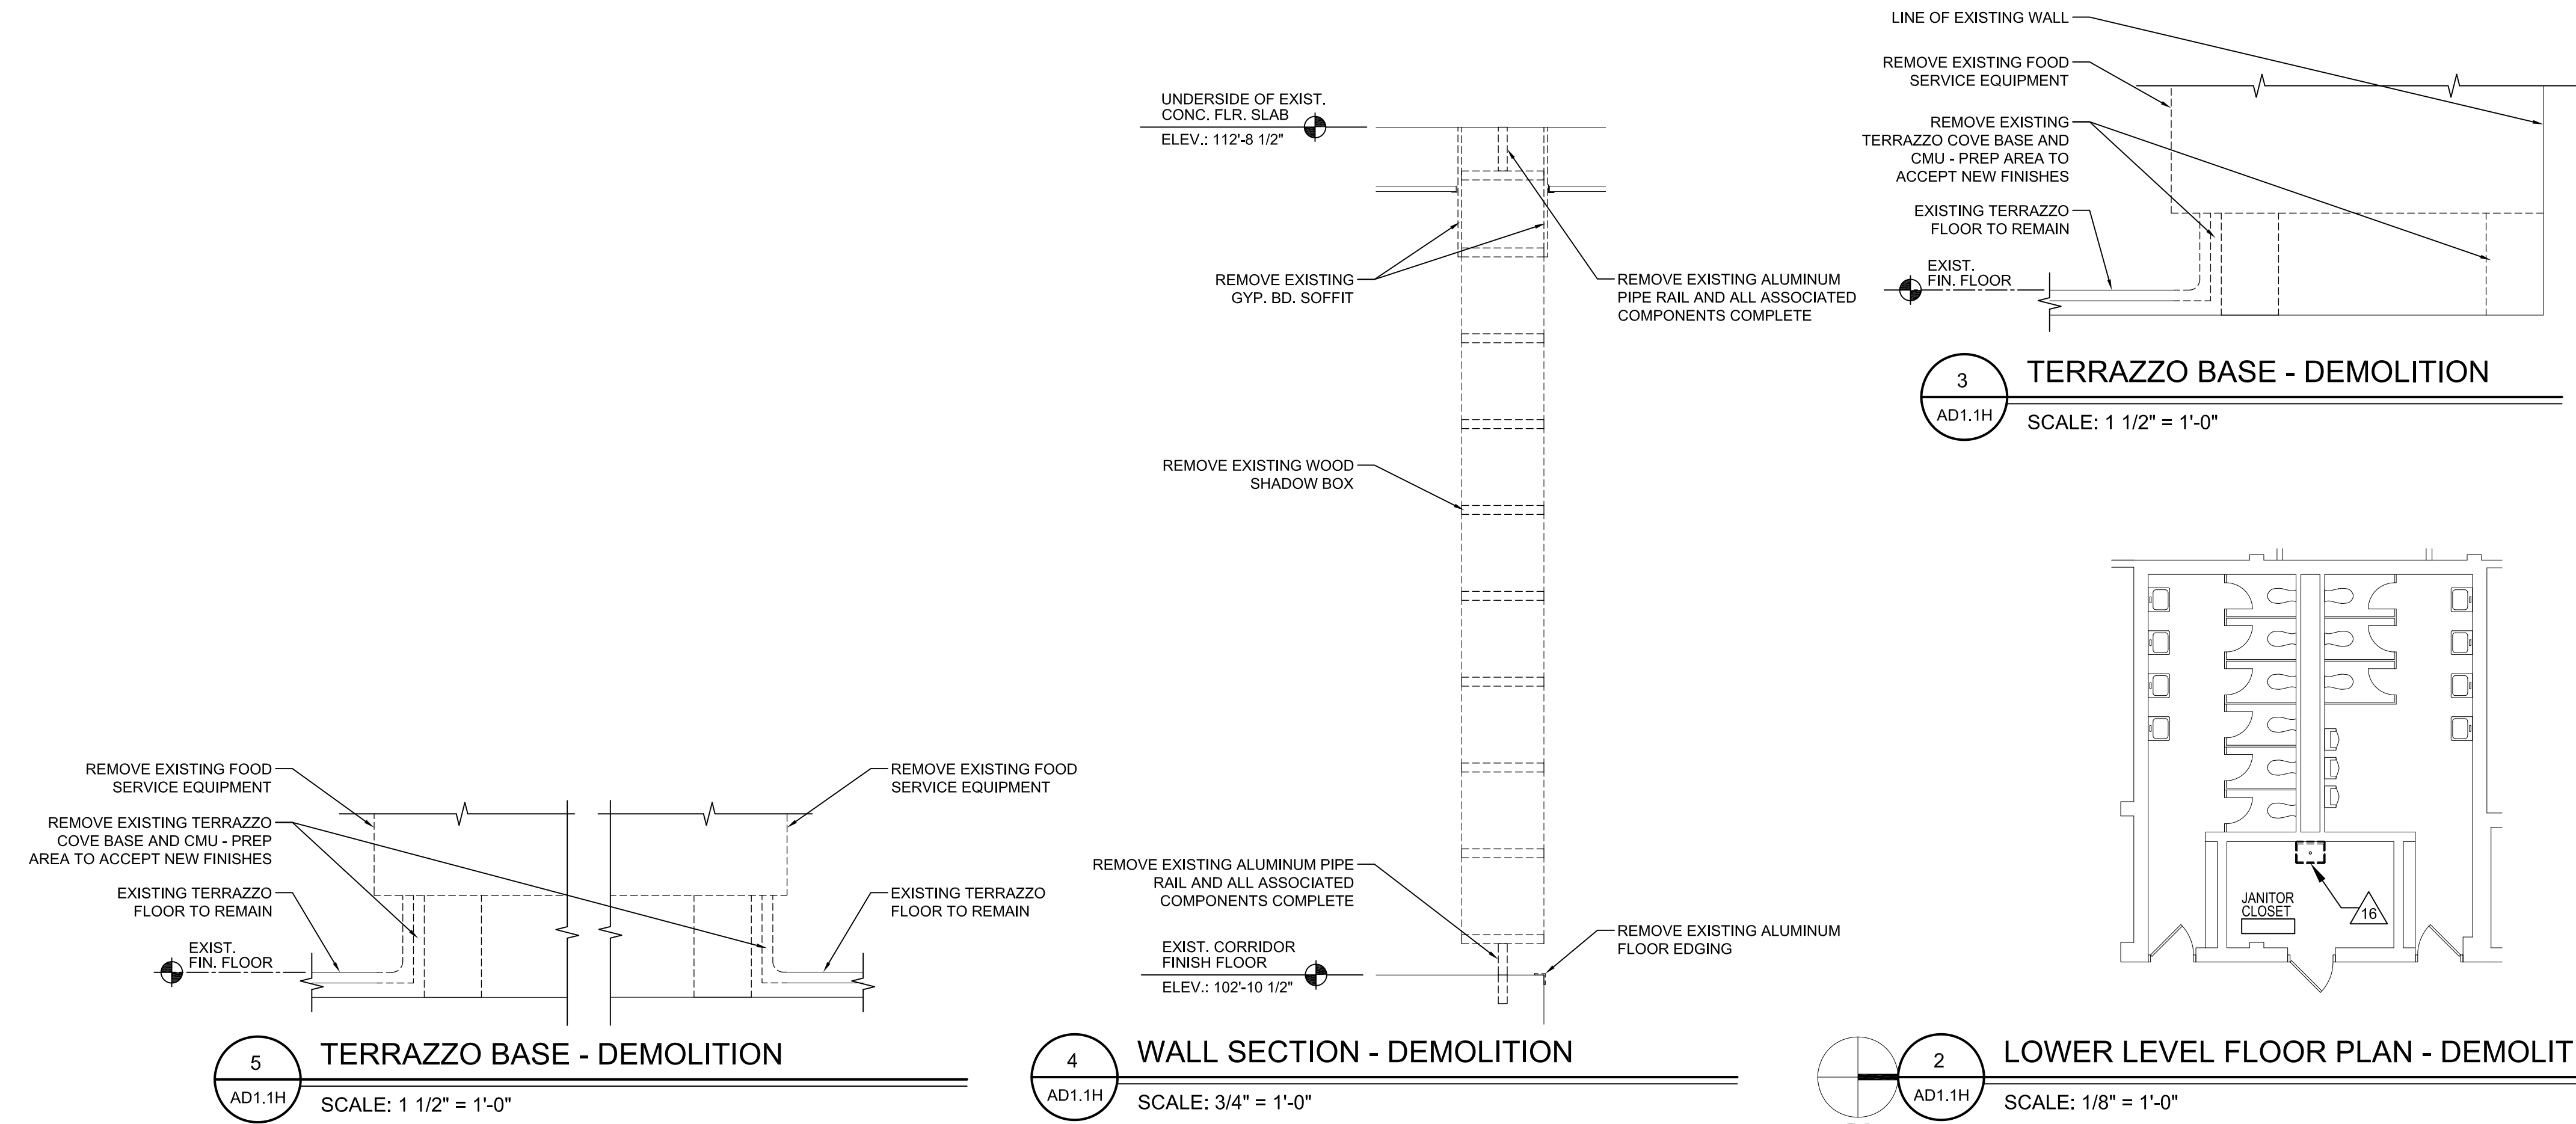 LINE OF EXISTING WALL
REMOVE EXISTING FOOD
SERVICE EQUIPMENT
REMOVE EXISTING
TERRAZZO COVE BASE AND
CMU - PREP AREA TO
ACCEPT NEW FINISHES
EXISTING TERRAZZO
FLOOR TO REMAIN
EXIST.
FIN. FLOOR
3
AD1.1H
TERRAZZO BASE - DEMOLITION
SCALE: 1 1/2" = 1'-0"
UNDERSIDE OF EXIST.
CONC. FLR. SLAB
ELEV.: 112'-8 1/2"
REMOVE EXISTING
GYP. BD. SOFFIT
REMOVE EXISTING ALUMINUM
PIPE RAIL AND ALL ASSOCIATED
COMPONENTS COMPLETE
REMOVE EXISTING WOOD
SHADOW BOX
REMOVE EXISTING ALUMINUM PIPE
RAIL AND ALL ASSOCIATED
COMPONENTS COMPLETE
REMOVE EXISTING ALUMINUM
FLOOR EDGING
EXIST. CORRIDOR
FINISH FLOOR
ELEV.: 102'-10 1/2"
4
AD1.1H
WALL SECTION - DEMOLITION
SCALE: 3/4" = 1'-0"
REMOVE EXISTING FOOD
SERVICE EQUIPMENT
REMOVE EXISTING TERRAZZO
COVE BASE AND CMU - PREP
AREA TO ACCEPT NEW FINISHES
EXISTING TERRAZZO
FLOOR TO REMAIN
EXIST.
FIN. FLOOR
REMOVE EXISTING FOOD
SERVICE EQUIPMENT
EXISTING TERRAZZO
FLOOR TO REMAIN
5
AD1.1H
TERRAZZO BASE - DEMOLITION
SCALE: 1 1/2" = 1'-0"
JANITOR
CLOSET
16
2
AD1.1H
LOWER LEVEL FLOOR PLAN - DEMOLIT
SCALE: 1/8" = 1'-0"